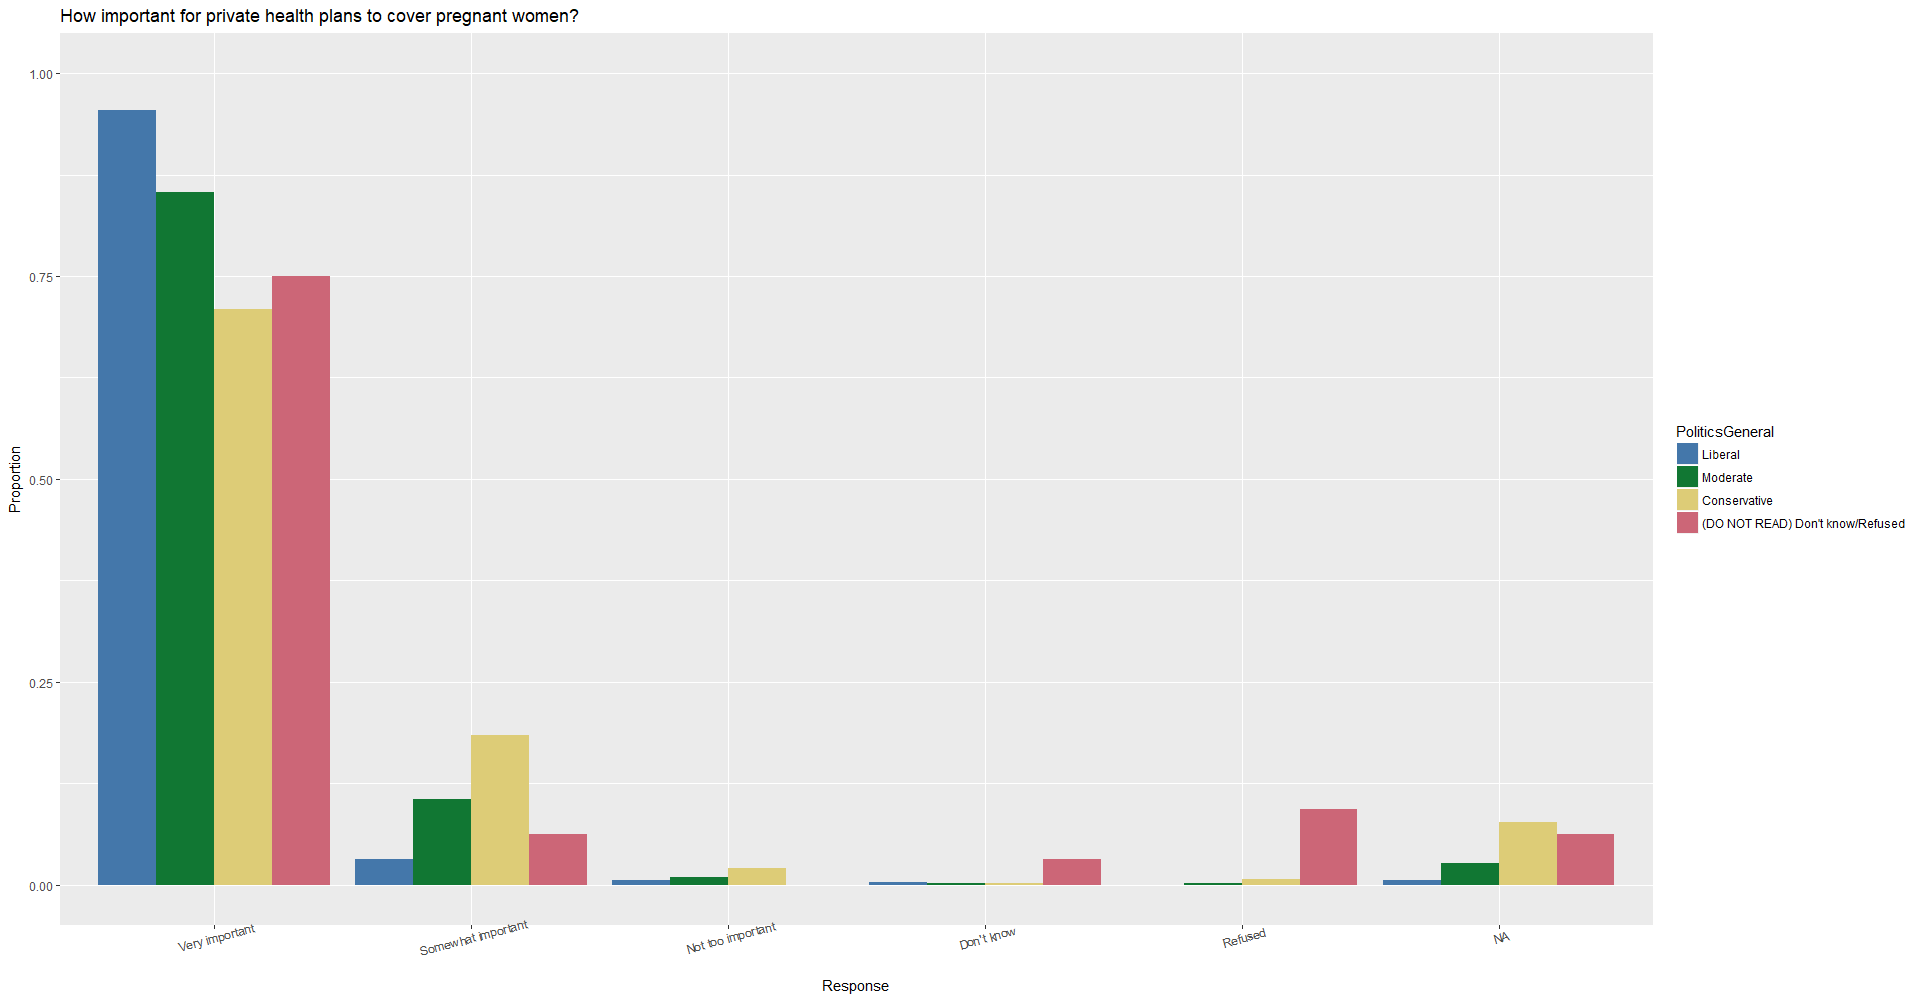 How important for private health plans to cover pregnant women?
1.00
0.75
0.50
0.25
0.00
Proportion
Very important
Somewhat important
Not too important
Don't know
Refused
NA
Response
PoliticsGeneral
Liberal
Moderate
Conservative
(DO NOT READ) Don't know/Refused